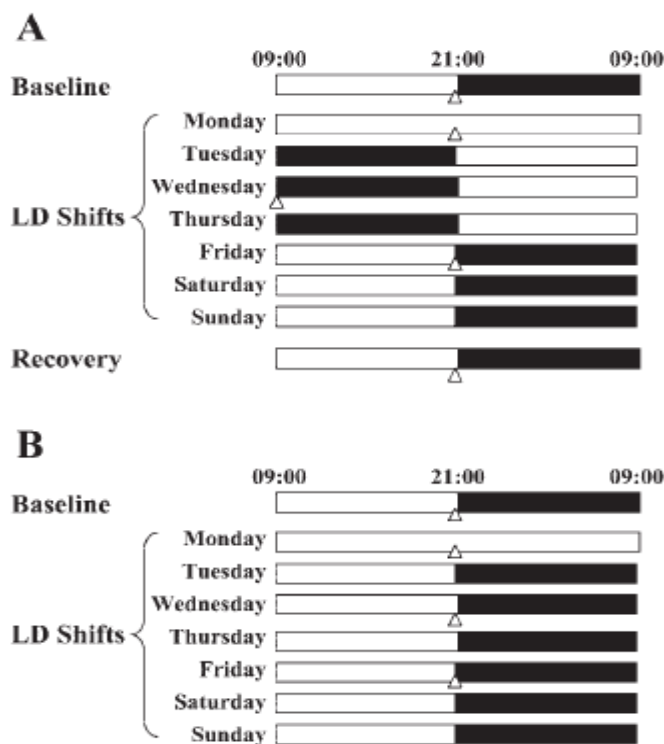 A
09:00 21:00 09:00
Baseline
Monday
Tuesday
Wednesday
LD Shifts Thursday
Friday
Saturday
Sunday
Recovery
B
09:00 21:00 09:00
Baseline
Monday
Tuesday
Wednesday
LD Shifts Thursday
Friday
Saturday
Sunday